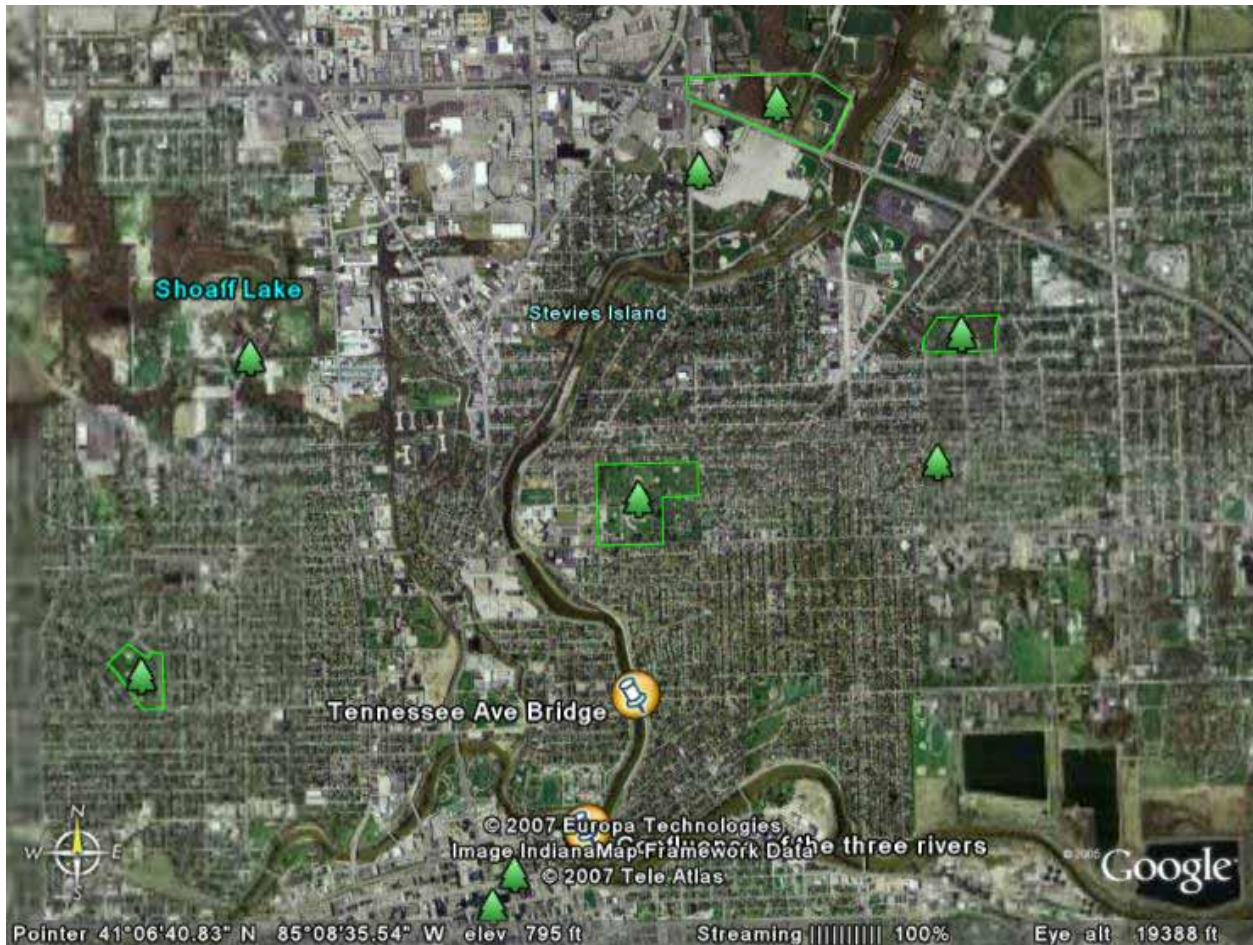 Shoaff Lake
Stevies Island
Tennessee Ave Bridge
© 2007 Europa Technologies
of the three rivers
Image IndianaMap Framework Data
© 2007 Tele Atlas
N
W E
S
© 2005 Google
Pointer 41°06'40.83" N 85°08'35.54" W elev 795 ft Streaming |||||||||| 100% Eye alt 19388 ft